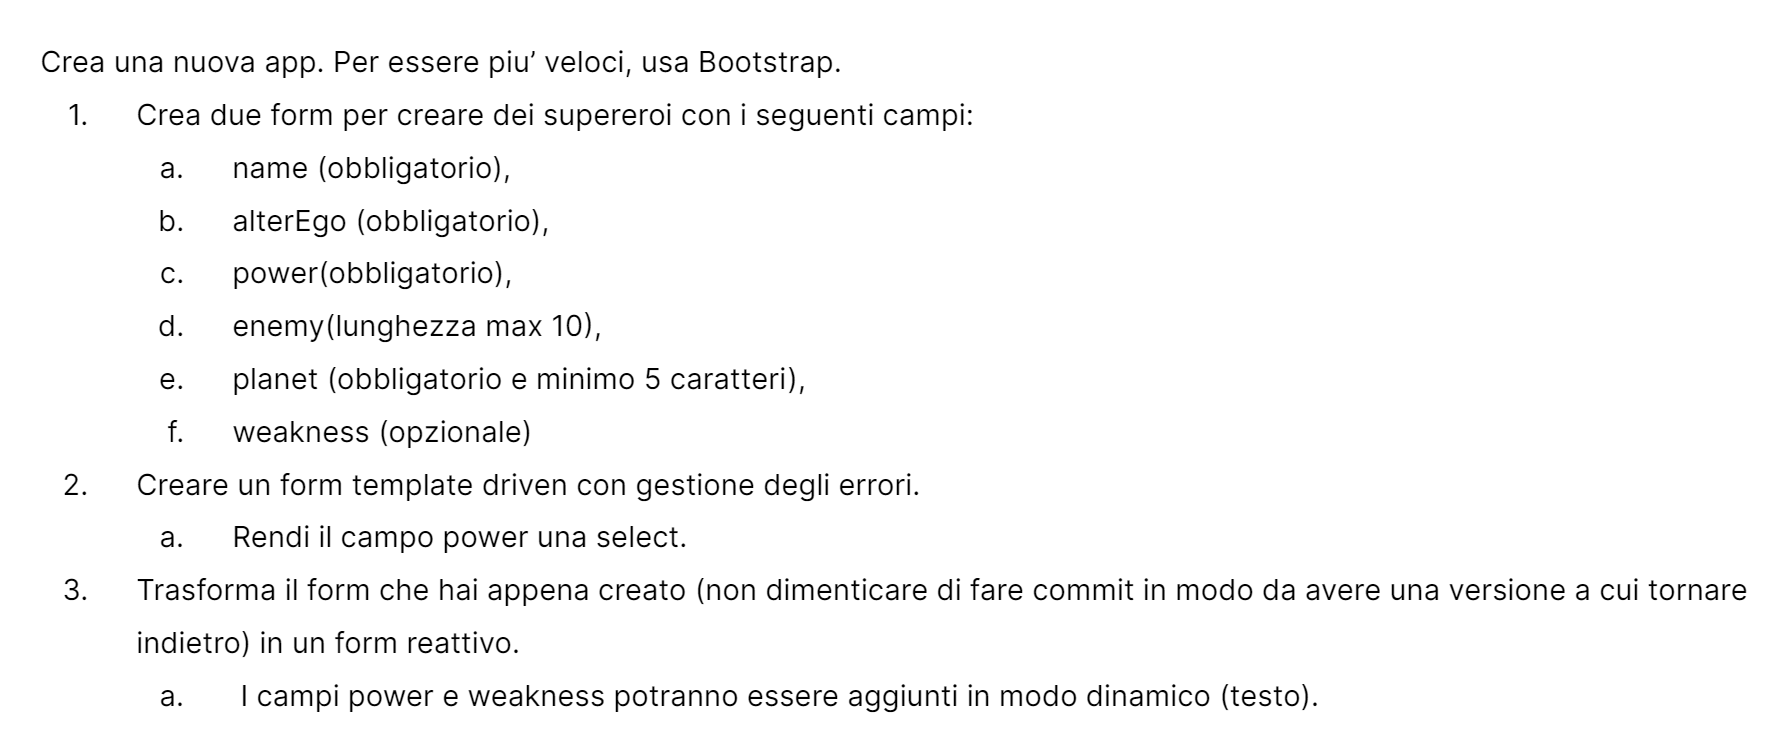 Crea una nuova app. Per essere piu’ veloci, usa Bootstrap.
1. Crea due form per creare dei supereroi con i seguenti campi:
a. name (obbligatorio),
b. alterEgo (obbligatorio),
c. power(obbligatorio),
d. enemy(lunghezza max 10),
e. planet (obbligatorio e minimo 5 caratteri),
f. weakness (opzionale)
2. Creare un form template driven con gestione degli errori.
a. Rendi il campo power una select.
3. Trasforma il form che hai appena creato (non dimenticare di fare commit in modo da avere una versione a cui tornare
indietro) in un form reattivo.
a. I campi power e weakness potranno essere aggiunti in modo dinamico (testo).